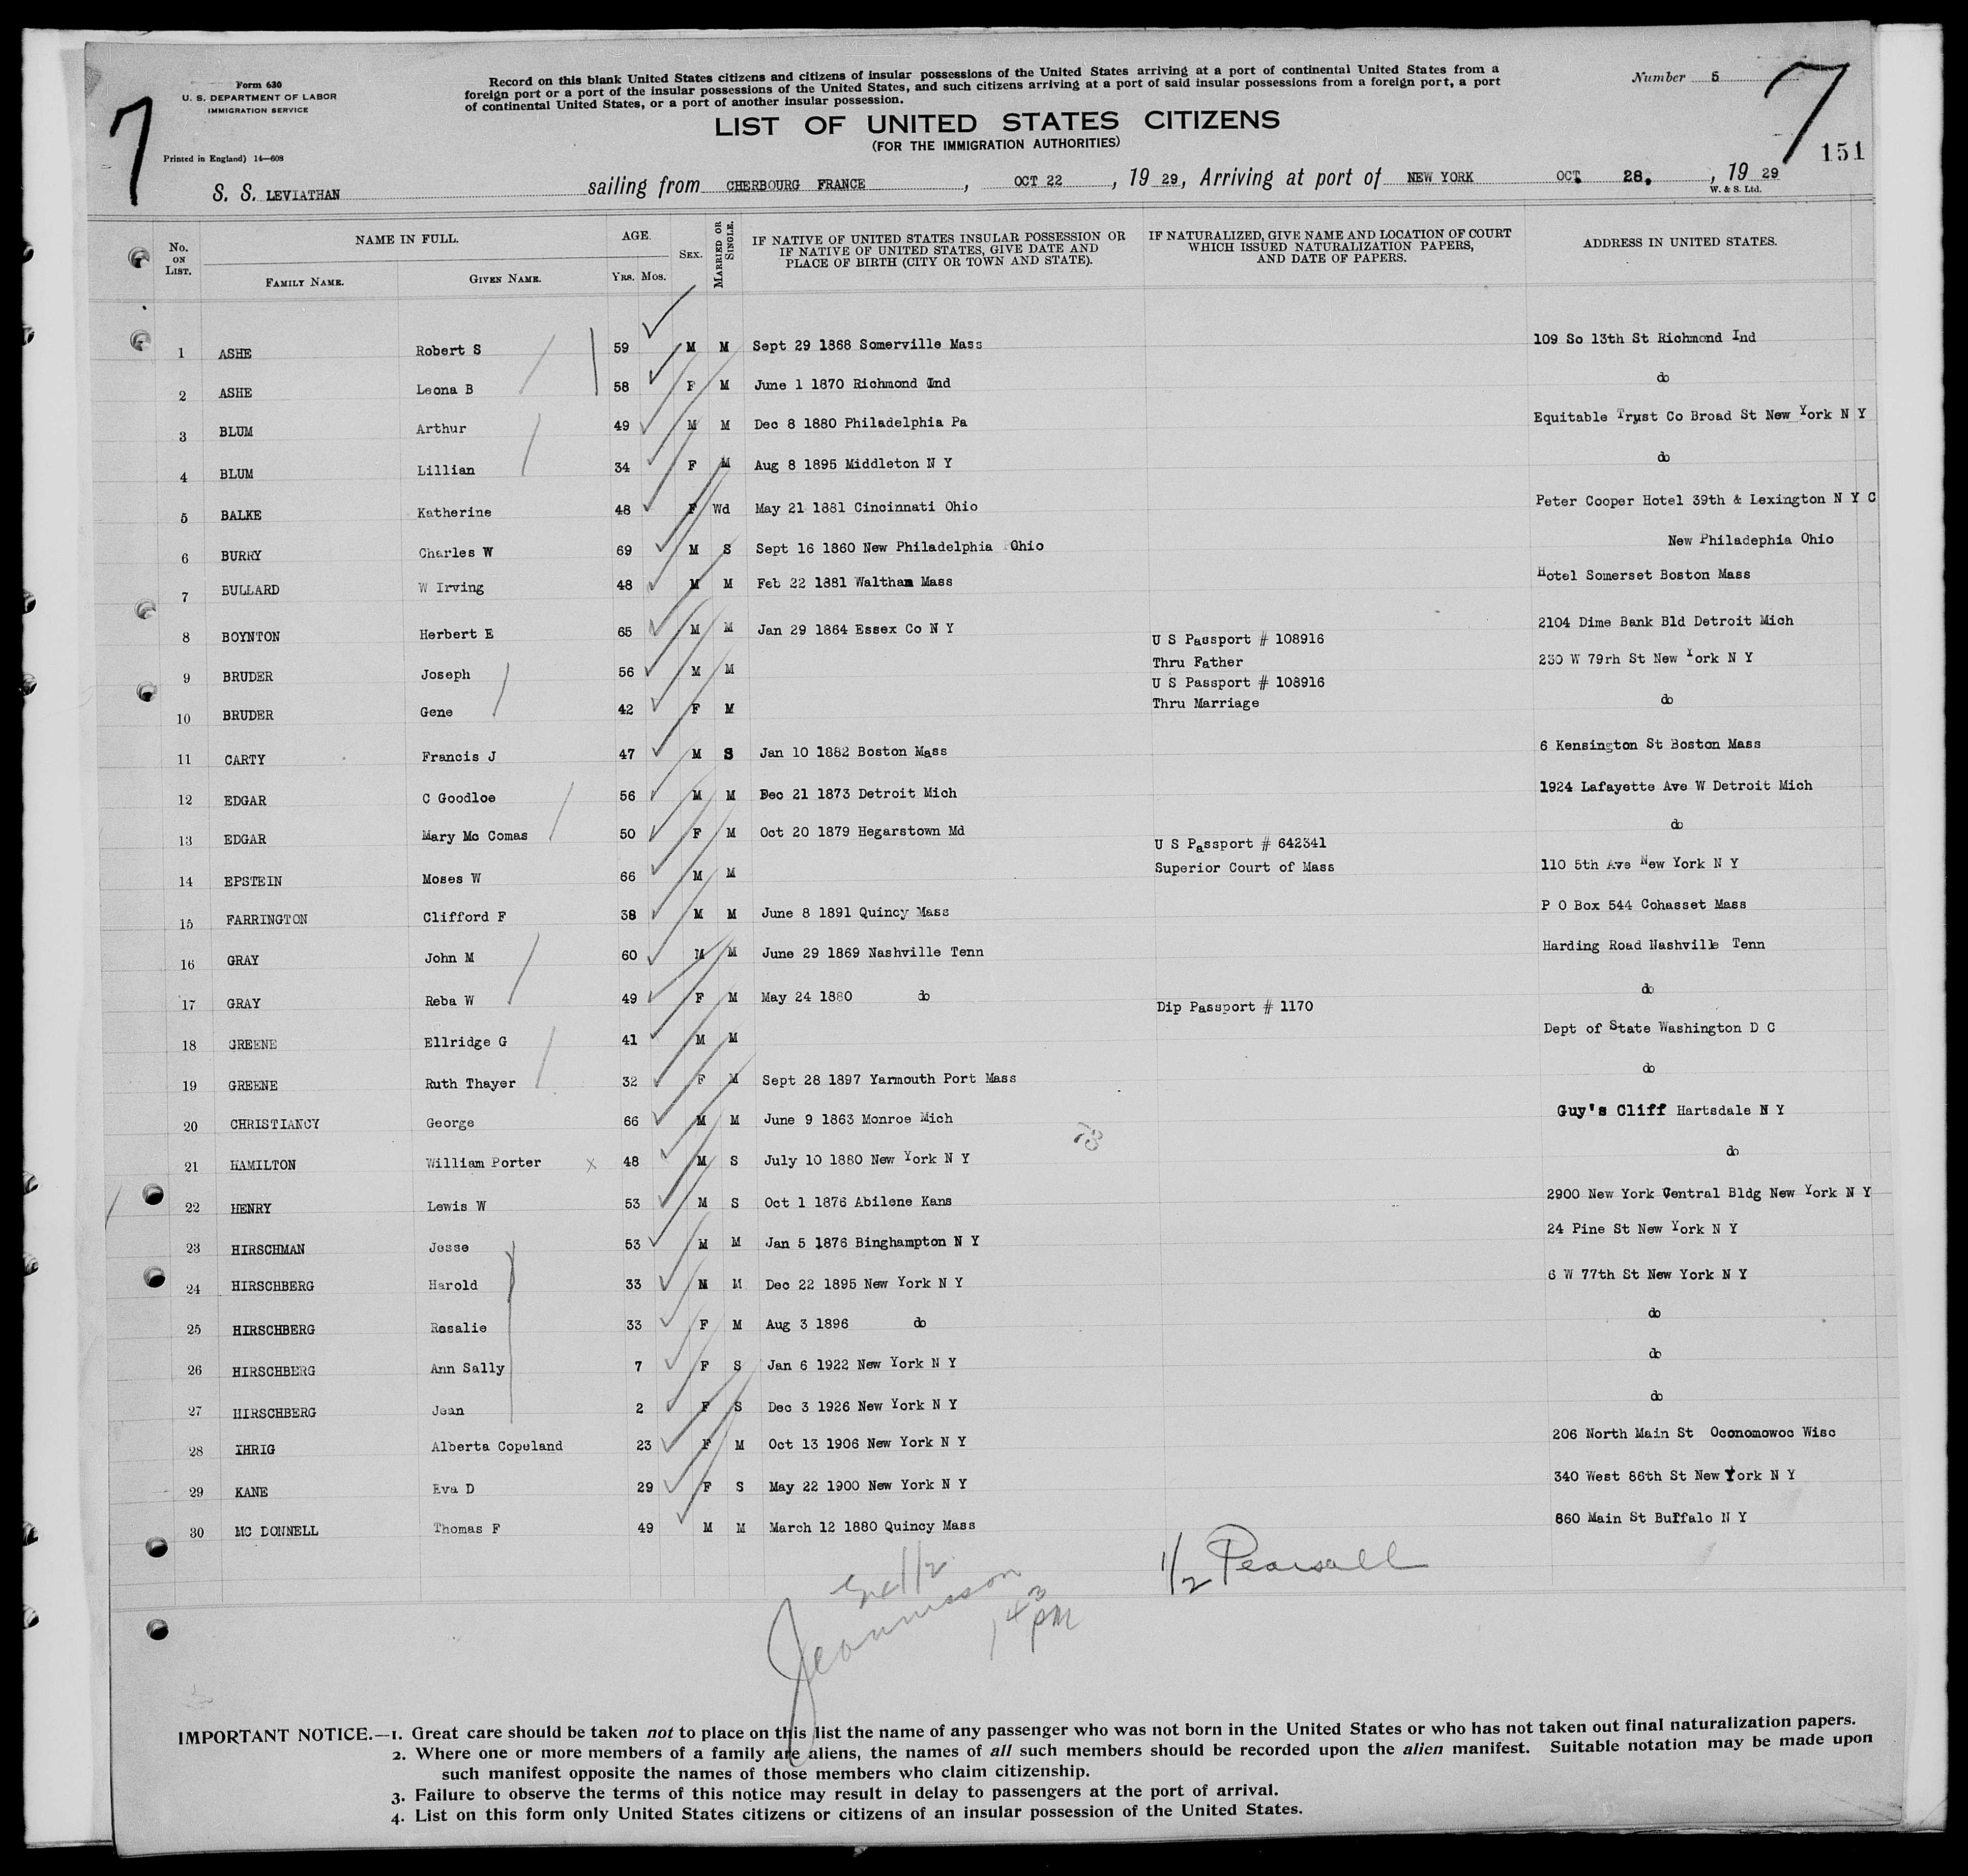 Form 630
U. S. DEPARTMENT OF LABOR
IMMIGRATION SERVICE
Printed in England) 14—608
7
Record on this blank United States citizens and citizens of insular possessions of the United States arriving at a port of continental United States from a
foreign port or a port of the insular possessions of the United States, and such citizens arriving at a port of said insular possessions from a foreign port, a port
of continental United States, or a port of another insular possession.
Number 5
7
151
LIST OF UNITED STATES CITIZENS
(FOR THE IMMIGRATION AUTHORITIES)
S. S. LEVIATHAN sailing from CHERBOURG FRANCE, OCT 22, 1929, Arriving at port of NEW YORK OCT. 28, , 1929
W. & S. Ltd.
No. ON LIST. NAME IN FULL. AGE. SEX. MARRIED OR SINGLE. IF NATIVE OF UNITED STATES INSULAR POSSESSION OR IF NATIVE OF UNITED STATES, GIVE DATE AND PLACE OF BIRTH (CITY OR TOWN AND STATE). IF NATURALIZED, GIVE NAME AND LOCATION OF COURT WHICH ISSUED NATURALIZATION PAPERS, AND DATE OF PAPERS. ADDRESS IN UNITED STATES.
FAMILY NAME. GIVEN NAME. YRS. MOS.
1 ASHE Robert S 59 M M Sept 29 1868 Somerville Mass 109 So 13th St Richmond Ind
2 ASHE Leona B 58 F M June 1 1870 Richmond Ind do
3 BLUM Arthur 49 M M Dec 8 1880 Philadelphia Pa Equitable Tryst Co Broad St New York N Y
4 BLUM Lillian 34 F M Aug 8 1895 Middleton N Y do
5 BALKE Katherine 48 F Wd May 21 1881 Cincinnati Ohio Peter Cooper Hotel 39th & Lexington N Y C
6 BURRY Charles W 69 M S Sept 16 1860 New Philadelphia Ohio New Philadephia Ohio
7 BULLARD W Irving 48 M M Feb 22 1881 Waltham Mass Hotel Somerset Boston Mass
8 BOYNTON Herbert E 65 M M Jan 29 1864 Essex Co N Y 2104 Dime Bank Bld Detroit Mich
U S Passport # 108916
9 BRUDER Joseph 56 M M Thru Father 230 W 79rh St New York N Y
U S Passport # 108916
10 BRUDER Gene 42 F M Thru Marriage do
11 CARTY Francis J 47 M S Jan 10 1882 Boston Mass 6 Kensington St Boston Mass
12 EDGAR C Goodloe 56 M M Dec 21 1873 Detroit Mich 1924 Lafayette Ave W Detroit Mich
13 EDGAR Mary Mc Comas 50 F M Oct 20 1879 Hegarstown Md do
U S Passport # 642341
14 EPSTEIN Moses W 66 M M Superior Court of Mass 110 5th Ave New York N Y
15 FARRINGTON Clifford F 38 M M June 8 1891 Quincy Mass P O Box 544 Cohasset Mass
16 GRAY John M 60 M M June 29 1869 Nashville Tenn Harding Road Nashville Tenn
17 GRAY Reba W 49 F M May 24 1880 do do
Dip Passport # 1170
18 GREENE Ellridge G 41 M M Dept of State Washington D C
19 GREENE Ruth Thayer 32 F M Sept 28 1897 Yarmouth Port Mass do
20 CHRISTIANCY George 66 M M June 9 1863 Monroe Mich Guy's Cliff Hartsdale N Y
21 HAMILTON William Porter x 48 M S July 10 1880 New York N Y do
22 HENRY Lewis W 53 M S Oct 1 1876 Abilene Kans 2900 New York Central Bldg New York N Y
23 HIRSCHMAN Jesse 53 M M Jan 5 1876 Binghampton N Y 24 Pine St New York N Y
24 HIRSCHBERG Harold 33 M M Dec 22 1895 New York N Y 6 W 77th St New York N Y
25 HIRSCHBERG Rosalie 33 F M Aug 3 1896 do do
26 HIRSCHBERG Ann Sally 7 F S Jan 6 1922 New York N Y do
27 HIRSCHBERG Jean 2 F S Dec 3 1926 New York N Y do
28 IHRIG Alberta Copeland 23 F M Oct 13 1906 New York N Y 206 North Main St Oconomowoc Wisc
29 KANE Eva D 29 F S May 22 1900 New York N Y 340 West 86th St New York N Y
30 MC DONNELL Thomas F 49 M M March 12 1880 Quincy Mass 860 Main St Buffalo N Y
1/2 Pearsall
1 43 PM
IMPORTANT NOTICE.—1. Great care should be taken not to place on this list the name of any passenger who was not born in the United States or who has not taken out final naturalization papers.
2. Where one or more members of a family are aliens, the names of all such members should be recorded upon the alien manifest. Suitable notation may be made upon
such manifest opposite the names of those members who claim citizenship.
3. Failure to observe the terms of this notice may result in delay to passengers at the port of arrival.
4. List on this form only United States citizens or citizens of an insular possession of the United States.